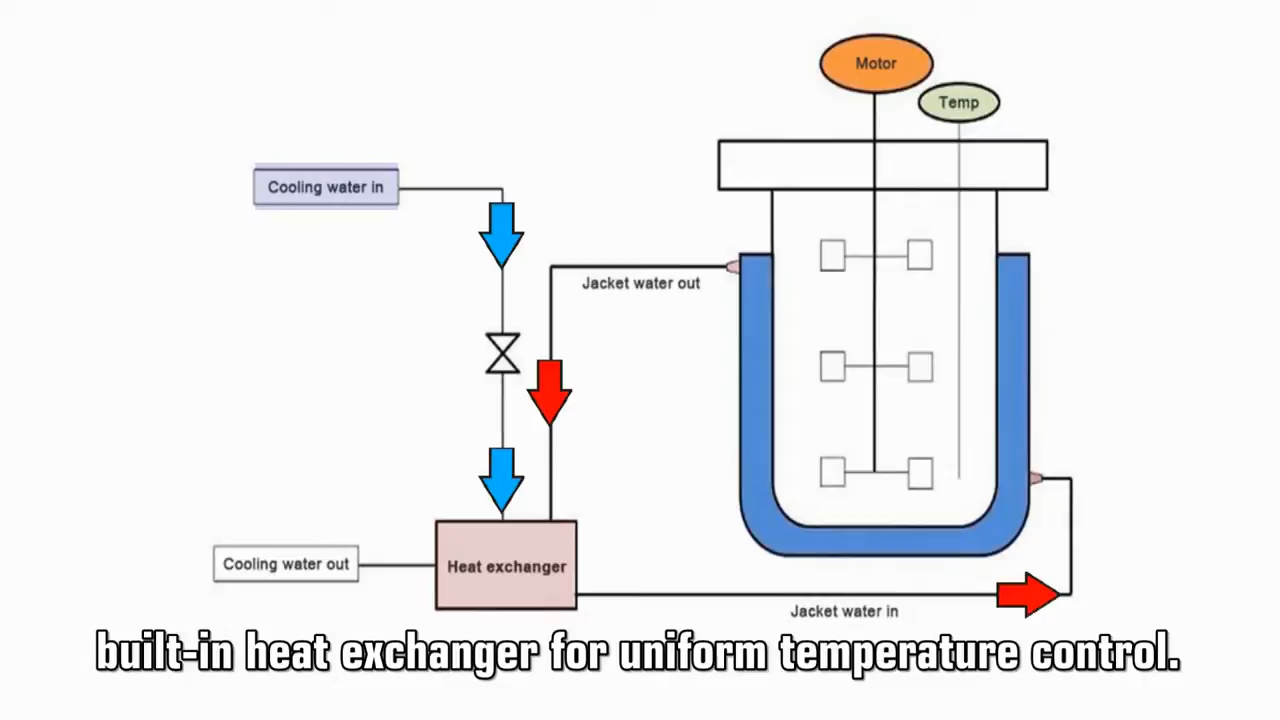 Motor
Temp
Cooling water in
Jacket water out
Cooling water out
Heat exchanger
Jacket water in
built-in heat exchanger for uniform temperature control.